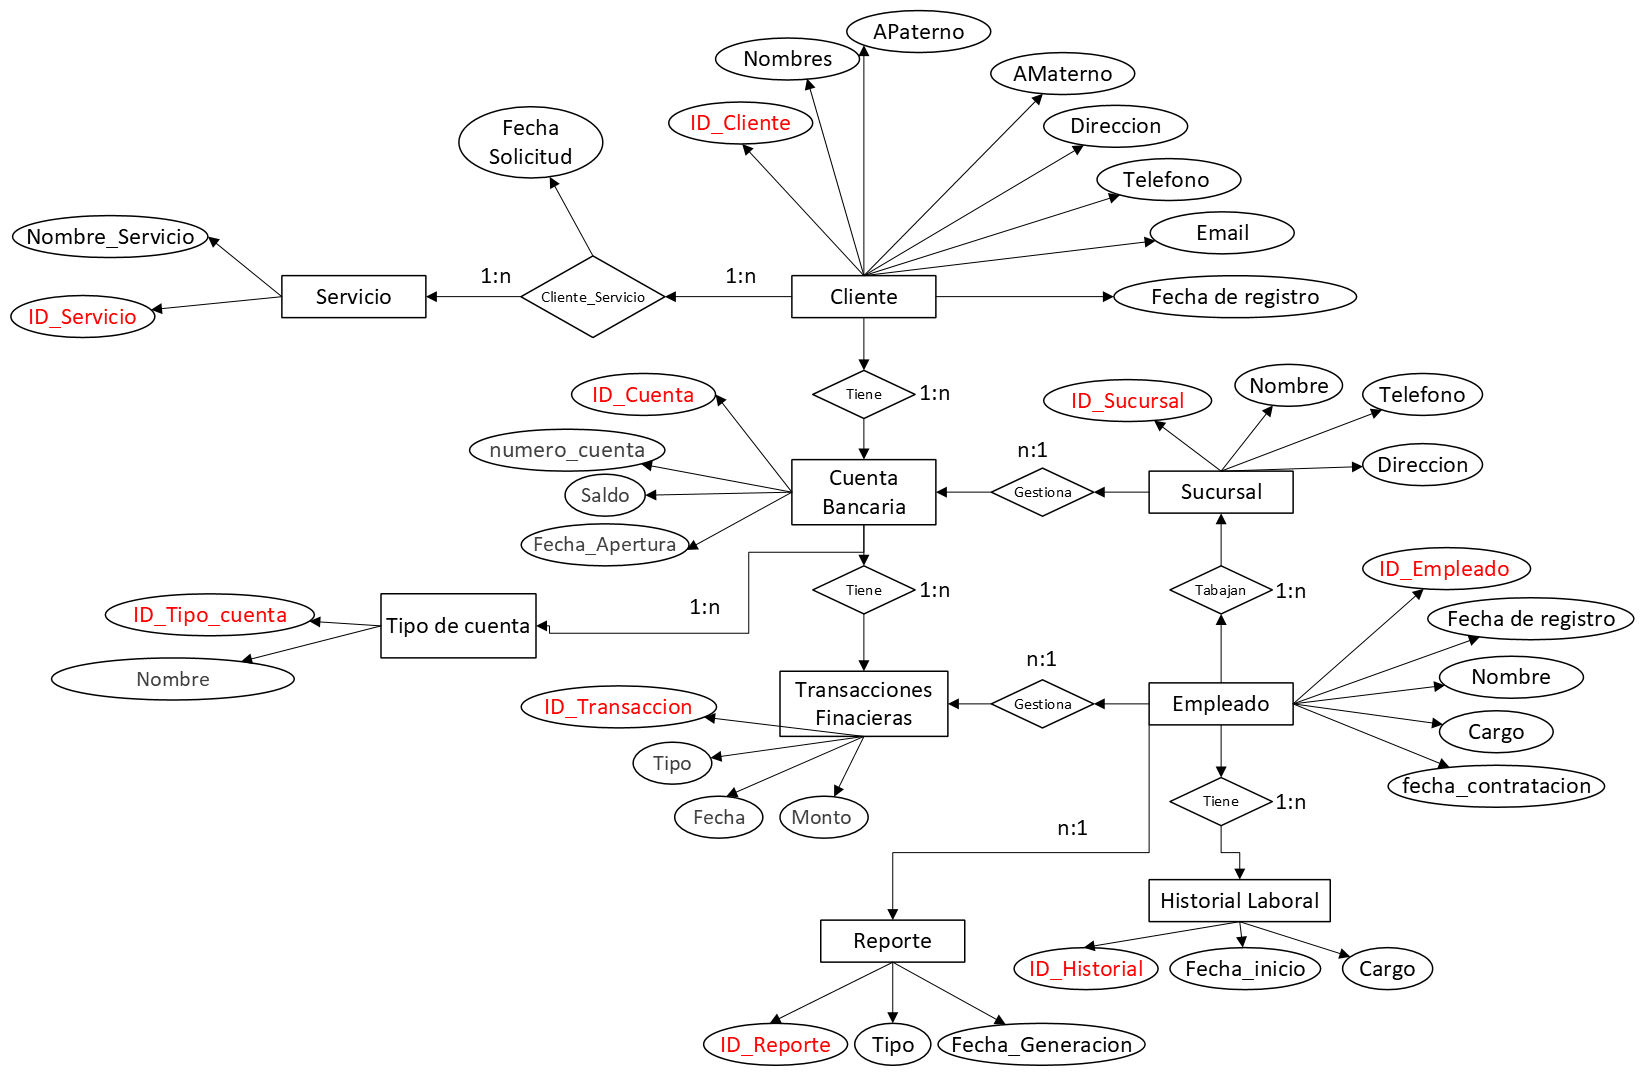 APaterno
Nombres
AMaterno
ID_Cliente
Direccion
Fecha
Solicitud
Telefono
Nombre_Servicio
Email
1:n
1:n
Servicio
Cliente_Servicio
Cliente
Fecha de registro
ID_Servicio
Tiene
1:n
ID_Cuenta
ID_Sucursal
Nombre
Telefono
numero_cuenta
n:1
Direccion
Cuenta
Bancaria
Gestiona
Sucursal
Saldo
Fecha_Apertura
ID_Empleado
Tiene
1:n
Tabajan
1:n
1:n
ID_Tipo_cuenta
Tipo de cuenta
Fecha de registro
Nombre
n:1
Nombre
Transacciones
Finacieras
Gestiona
Empleado
ID_Transaccion
Cargo
Tipo
fecha_contratacion
Fecha
Monto
Tiene
1:n
n:1
Historial Laboral
Reporte
ID_Historial
Fecha_inicio
Cargo
ID_Reporte
Tipo
Fecha_Generacion